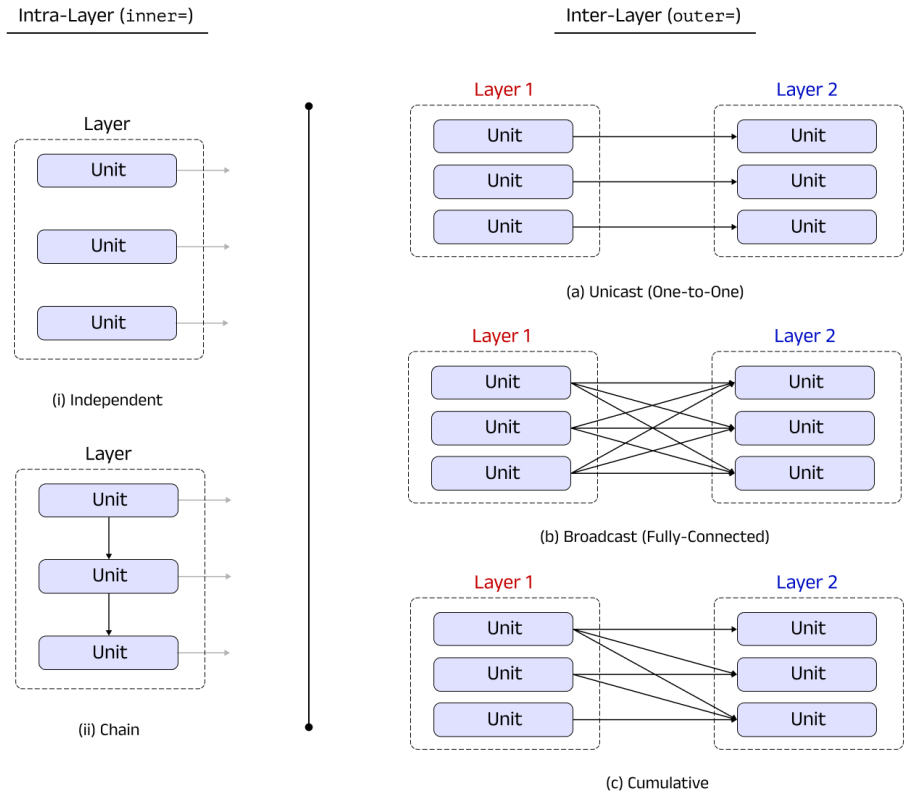 Intra-Layer (inner=)
Layer
Unit
Unit
Unit
(i) Independent
Layer
Unit
Unit
Unit
(ii) Chain
Inter-Layer (outer=)
Layer 1
Layer 2
Unit
Unit
Unit
Unit
Unit
Unit
(a) Unicast (One-to-One)
Layer 1
Layer 2
Unit
Unit
Unit
Unit
Unit
Unit
(b) Broadcast (Fully-Connected)
Layer 1
Layer 2
Unit
Unit
Unit
Unit
Unit
Unit
(c) Cumulative